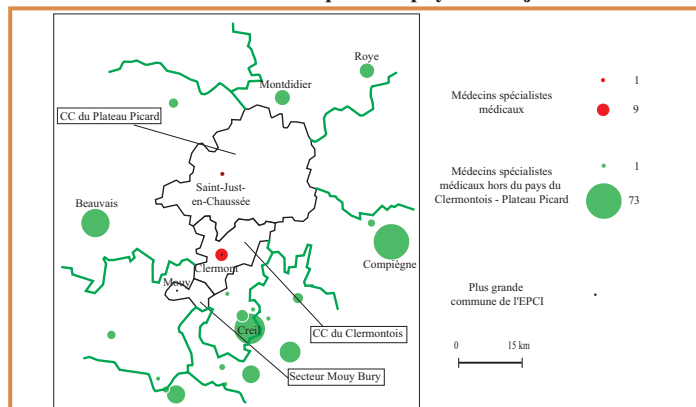 Roye
Montdidier
CC du Plateau Picard
Saint-Just-
en-Chaussée
Beauvais
Compiègne
Clermont
Mouy
Creil
CC du Clermontois
Secteur Mouy Bury
Médecins spécialistes
médicaux
1
9
Médecins spécialistes
médicaux hors du pays du
Clermontois - Plateau Picard
1
73
Plus grande
commune de l'EPCI
0 15 km